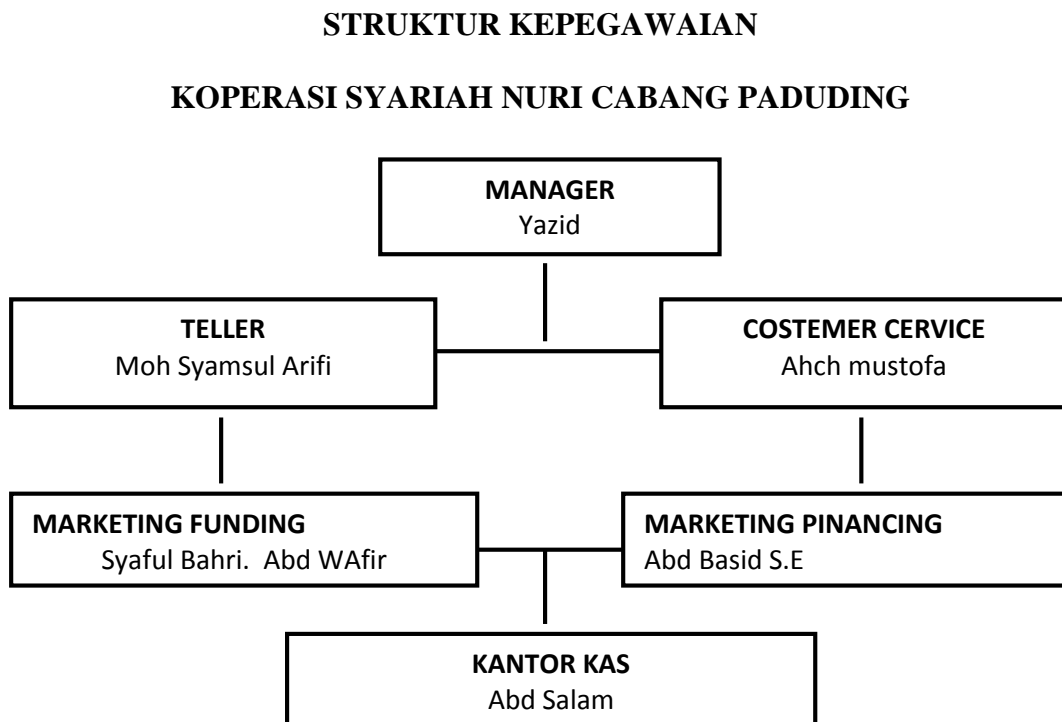 STRUKTUR KEPEGAWAIAN
KOPERASI SYARIAH NURI CABANG PADUDING
MANAGER
Yazid
TELLER
Moh Syamsul Arifi
COSTEMER CERVICE
Ahch mustofa
MARKETING FUNDING
Syaful Bahri. Abd WAfir
MARKETING PINANCING
Abd Basid S.E
KANTOR KAS
Abd Salam